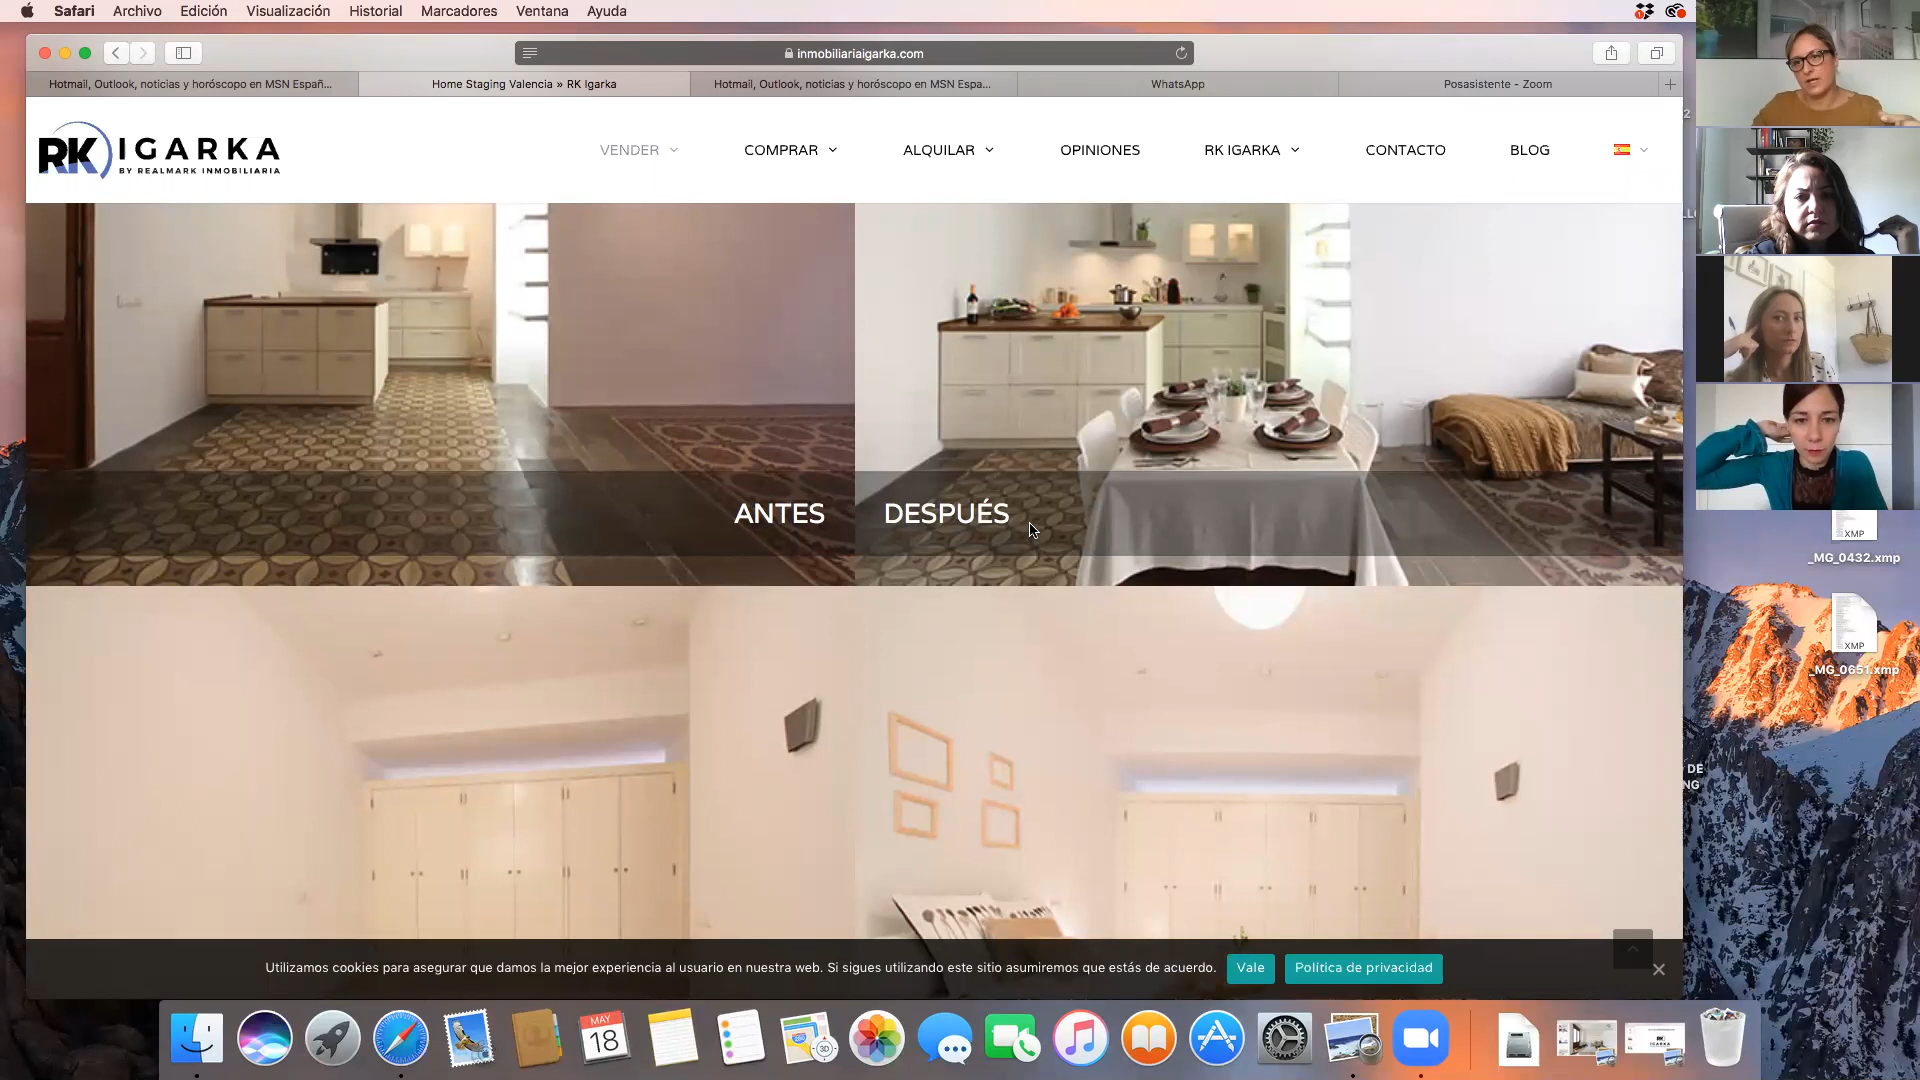 Safari Archivo Edición Visualización Historial Marcadores Ventana Ayuda
inmobiliariaigarka.com
Hotmail, Outlook, noticias y horóscopo en MSN Españ...
Home Staging Valencia » RK Igarka
Hotmail, Outlook, noticias y horóscopo en MSN Espa...
WhatsApp
Posasistente - Zoom
RK IGARKA
BY REALMARK INMOBILIARIA
VENDER COMPRAR ALQUILAR OPINIONES RK IGARKA CONTACTO BLOG
ANTES DESPUÉS
XMP
_MG_0432.xmp
XMP
_MG_0651.xmp
DE
NG
Utilizamos cookies para asegurar que damos la mejor experiencia al usuario en nuestra web. Si sigues utilizando este sitio asumiremos que estás de acuerdo. Vale Política de privacidad
MAY
18
3D